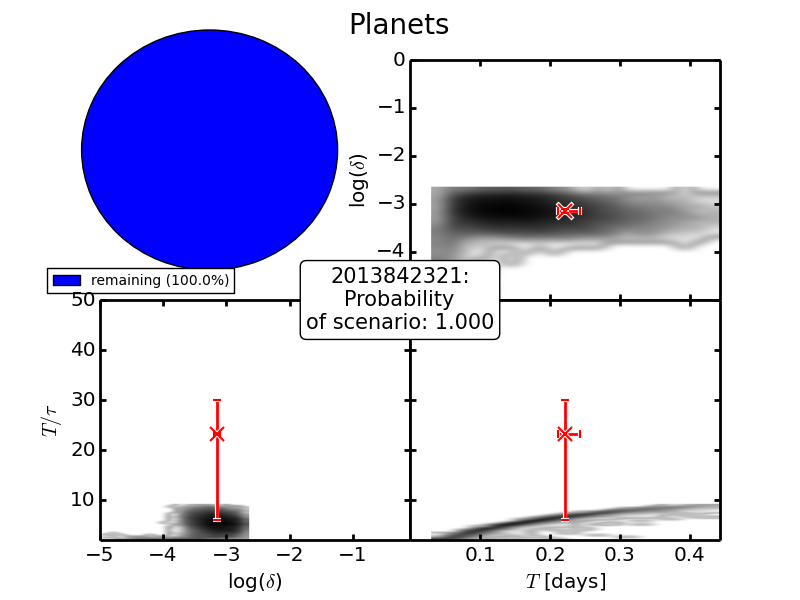 Planets
0
−1
−2
−3
−4
log(δ)
remaining (100.0%)
2013842321:
Probability
of scenario: 1.000
50
40
30
20
10
T/τ
−5 −4 −3 −2 −1
log(δ)
0.1 0.2 0.3 0.4
T [days]